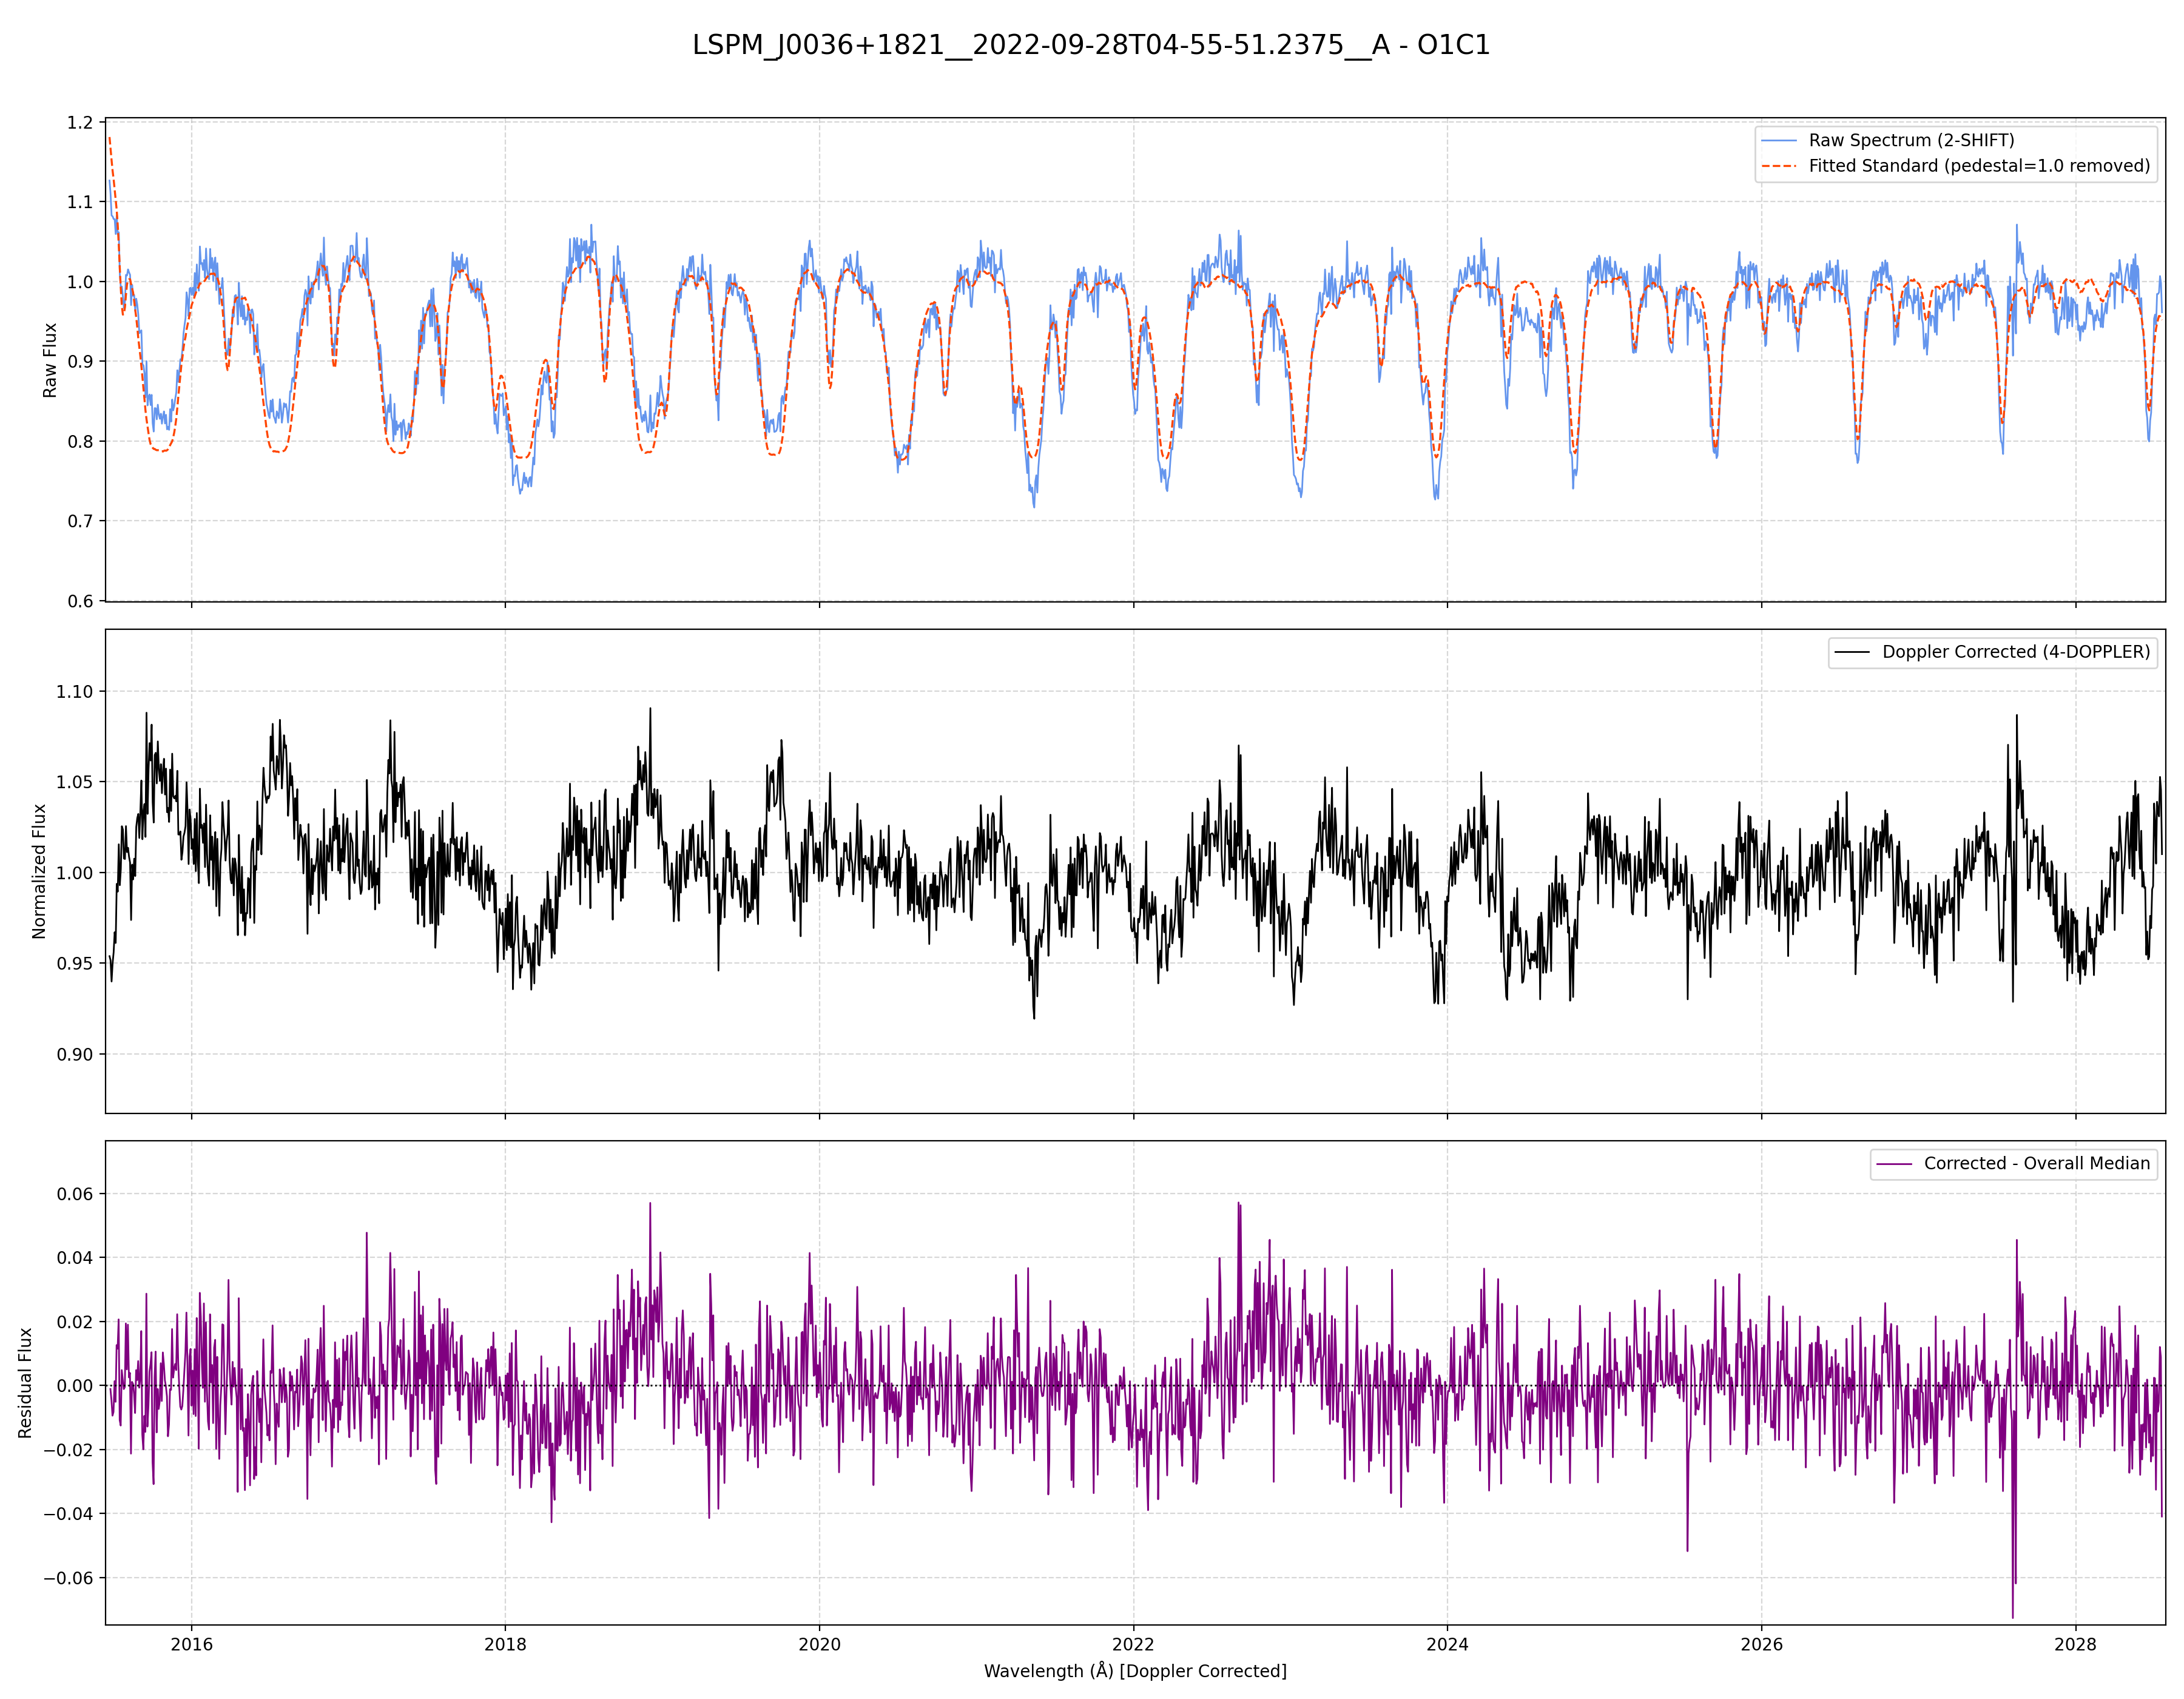 LSPM_J0036+1821__2022-09-28T04-55-51.2375__A - O1C1
1.2
1.1
1.0
0.9
0.8
0.7
0.6
Raw Flux
Raw Spectrum (2-SHIFT)
Fitted Standard (pedestal=1.0 removed)
1.10
1.05
1.00
0.95
0.90
Normalized Flux
Doppler Corrected (4-DOPPLER)
0.06
0.04
0.02
0.00
−0.02
−0.04
−0.06
Residual Flux
Corrected - Overall Median
2016 2018 2020 2022 2024 2026 2028
Wavelength (Å) [Doppler Corrected]